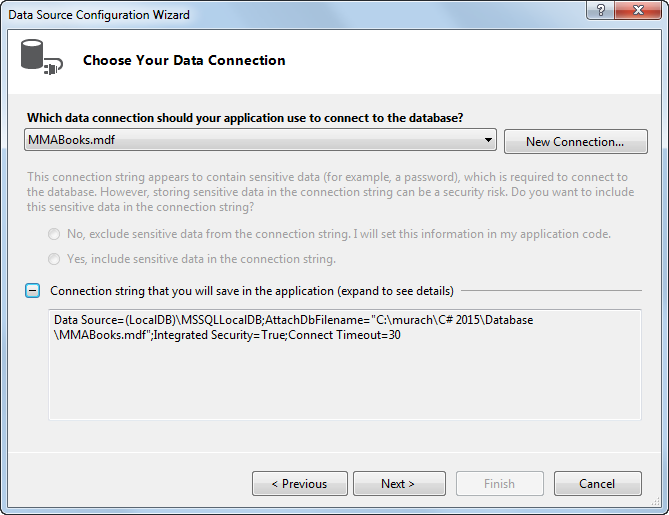 Data Source Configuration Wizard
?
Choose Your Data Connection
Which data connection should your application use to connect to the database?
MMABooks.mdf
New Connection...
This connection string appears to contain sensitive data (for example, a password), which is required to connect to
the database. However, storing sensitive data in the connection string can be a security risk. Do you want to include
this sensitive data in the connection string?
No, exclude sensitive data from the connection string. I will set this information in my application code.
Yes, include sensitive data in the connection string.
Connection string that you will save in the application (expand to see details)
Data Source=(LocalDB)\MSSQLLocalDB;AttachDbFilename="C:\murach\C# 2015\Database
\MMABooks.mdf";Integrated Security=True;Connect Timeout=30
< Previous
Next >
Finish
Cancel